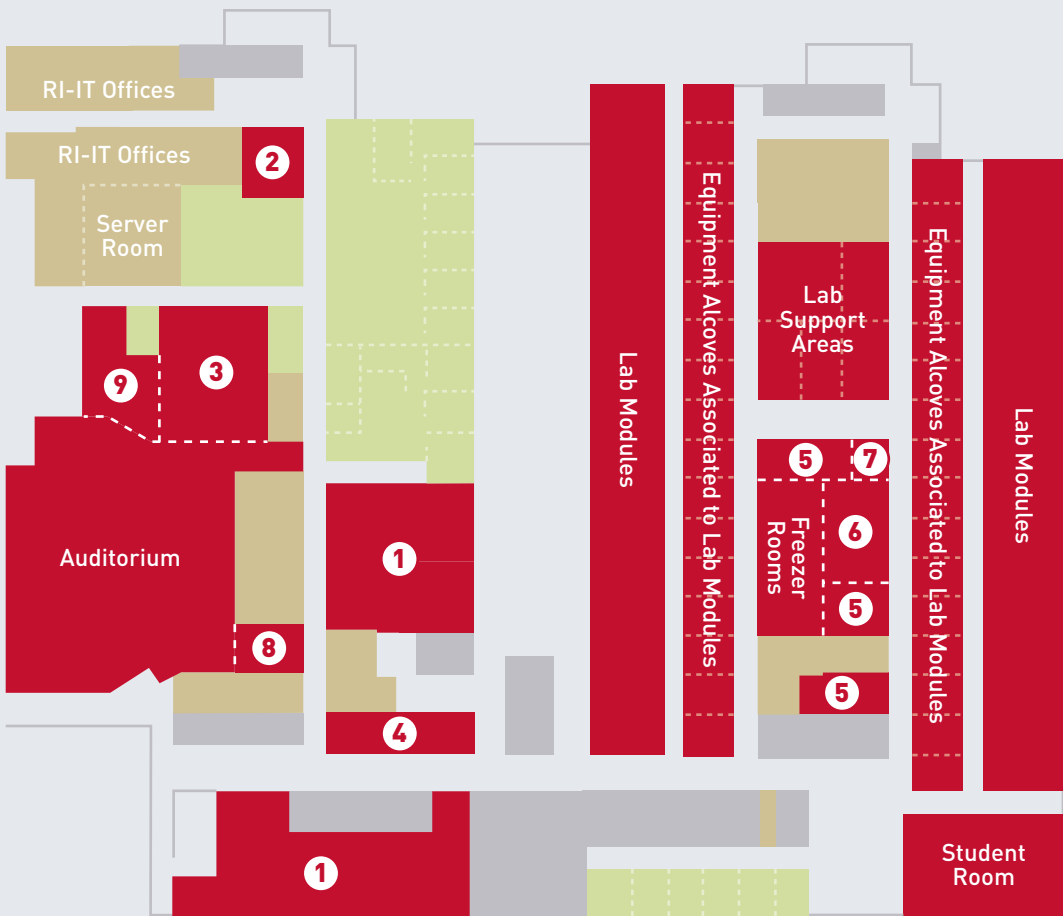 RI-IT Offices
RI-IT Offices
2
Server
Room
9
3
Auditorium
8
1
4
1
Lab Modules
Equipment Alcoves Associated to Lab Modules
Lab
Support
Areas
5
7
Freezer
Rooms
6
5
5
Equipment Alcoves Associated to Lab Modules
Lab Modules
Student
Room